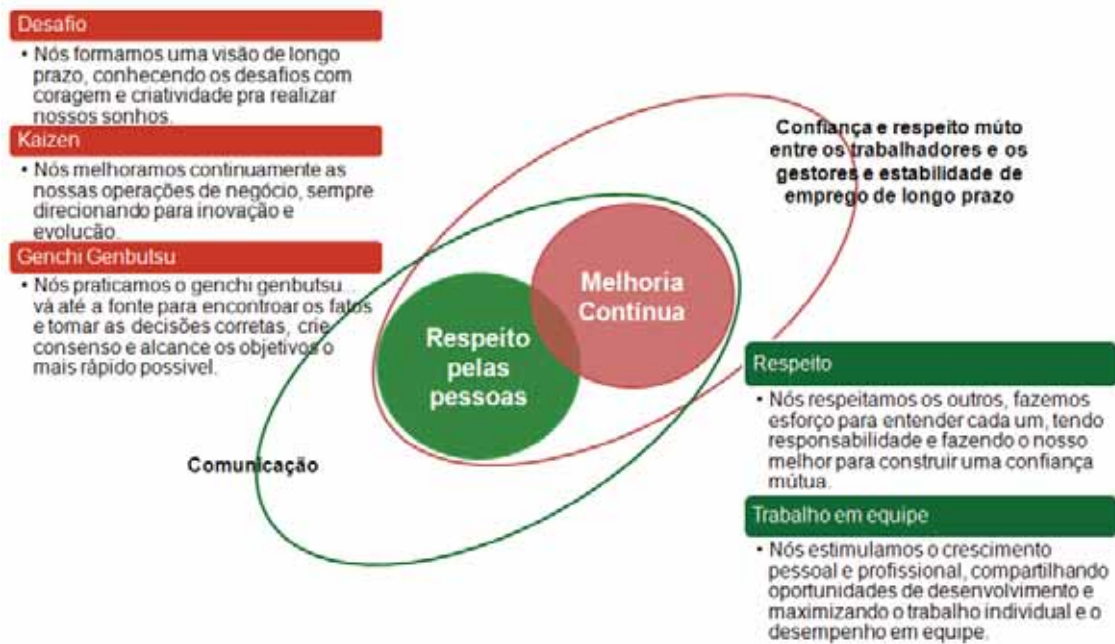 Desafio
• Nós formamos uma visão de longo
prazo, conhecendo os desafios com
coragem e criatividade pra realizar
nossos sonhos.
Kaizen
• Nós melhoramos continuamente as
nossas operações de negócio, sempre
direcionando para inovação e
evolução.
Genchi Genbutsu
• Nós praticamos o genchi genbutsu...
vá até a fonte para encontroar os fatos
e tomar as decisões corretas, crie
consenso e alcance os objetivos o
mais rápido possivel.
Confiança e respeito múto
entre os trabalhadores e os
gestores e estabilidade de
emprego de longo prazo
Melhoria
Contínua
Respeito
pelas
pessoas
Comunicação
Respeito
• Nós respeitamos os outros, fazemos
esforço para entender cada um, tendo
responsabilidade e fazendo o nosso
melhor para construir uma confiança
mútua.
Trabalho em equipe
• Nós estimulamos o crescimento
pessoal e profissional, compartilhando
oportunidades de desenvolvimento e
maximizando o trabalho individual e o
desempenho em equipe.